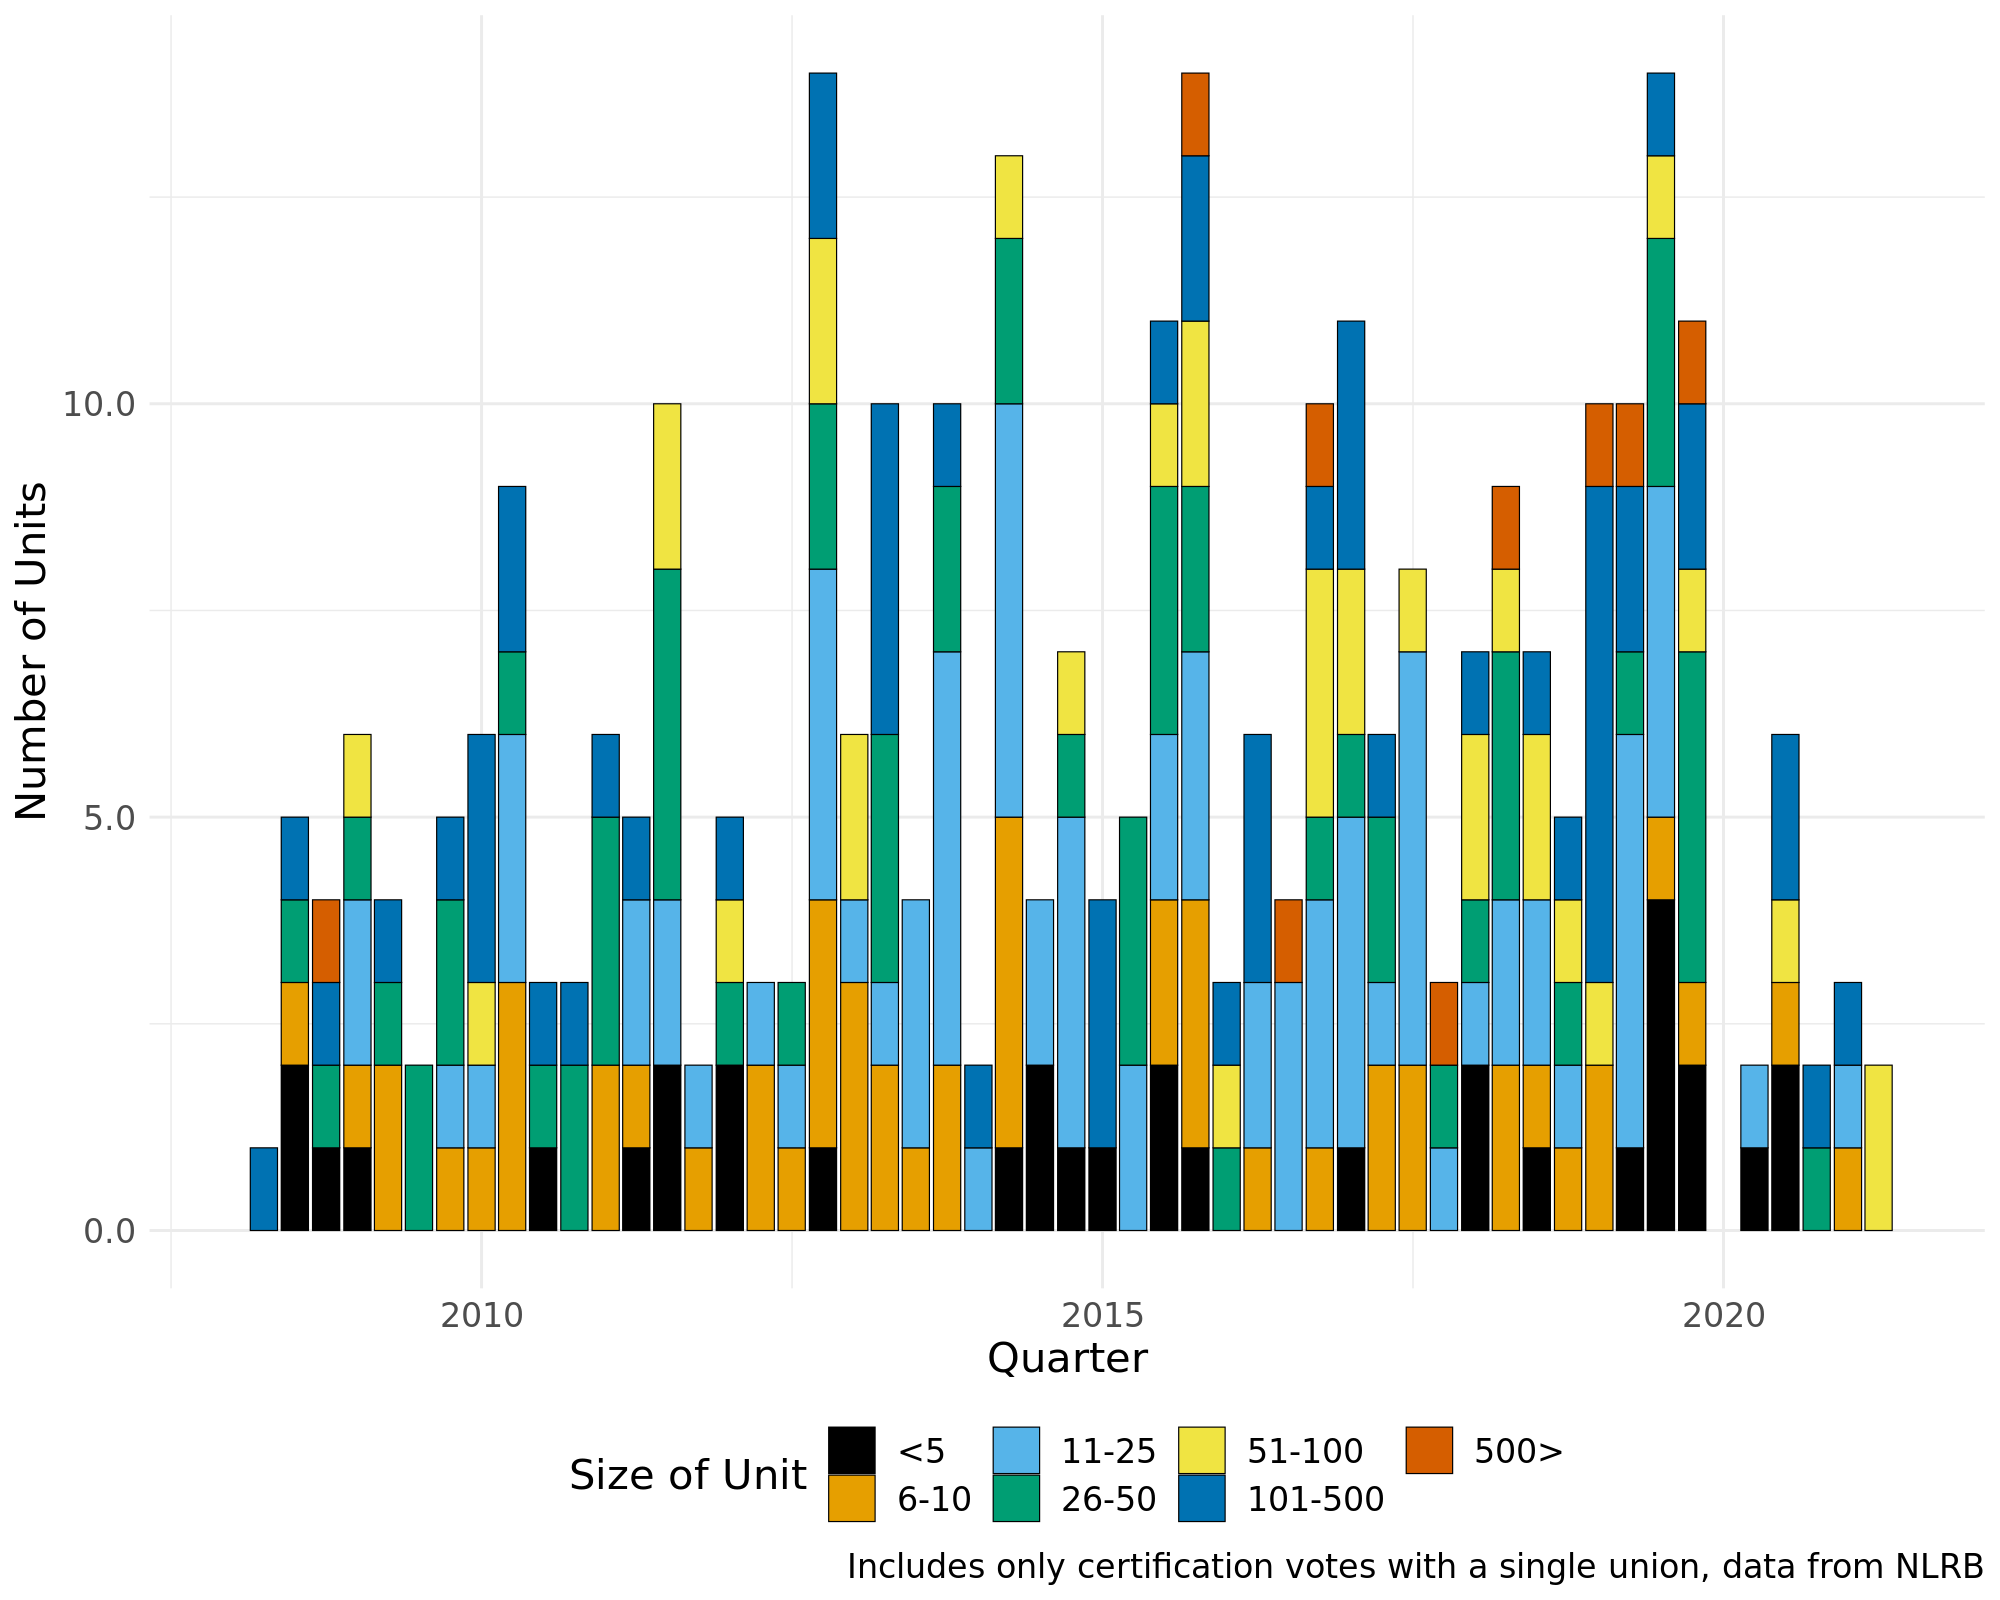 Number of Units
10.0
5.0
0.0
2010 2015 2020
Quarter
Size of Unit
<5 11-25 51-100 500>
6-10 26-50 101-500
Includes only certification votes with a single union, data from NLRB